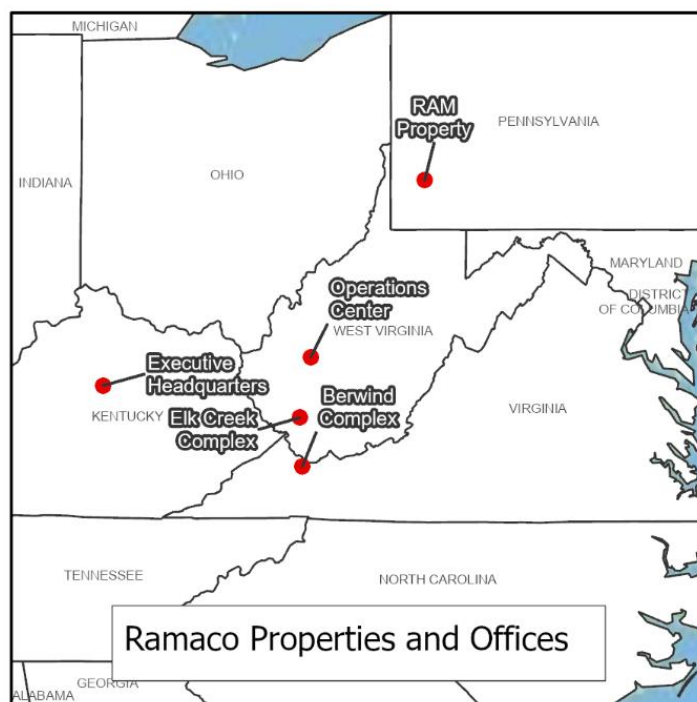 MICHIGAN
RAM
Property
PENNSYLVANIA
OHIO
INDIANA
MARYLAND
DISTRICT
OF COLUMBIA
Operations
Center
WEST VIRGINIA
Executive
Headquarters
Berwind
Complex
VIRGINIA
KENTUCKY
Elk Creek
Complex
TENNESSEE
NORTH CAROLINA
Ramaco Properties and Offices
GEORGIA
ALABAMA